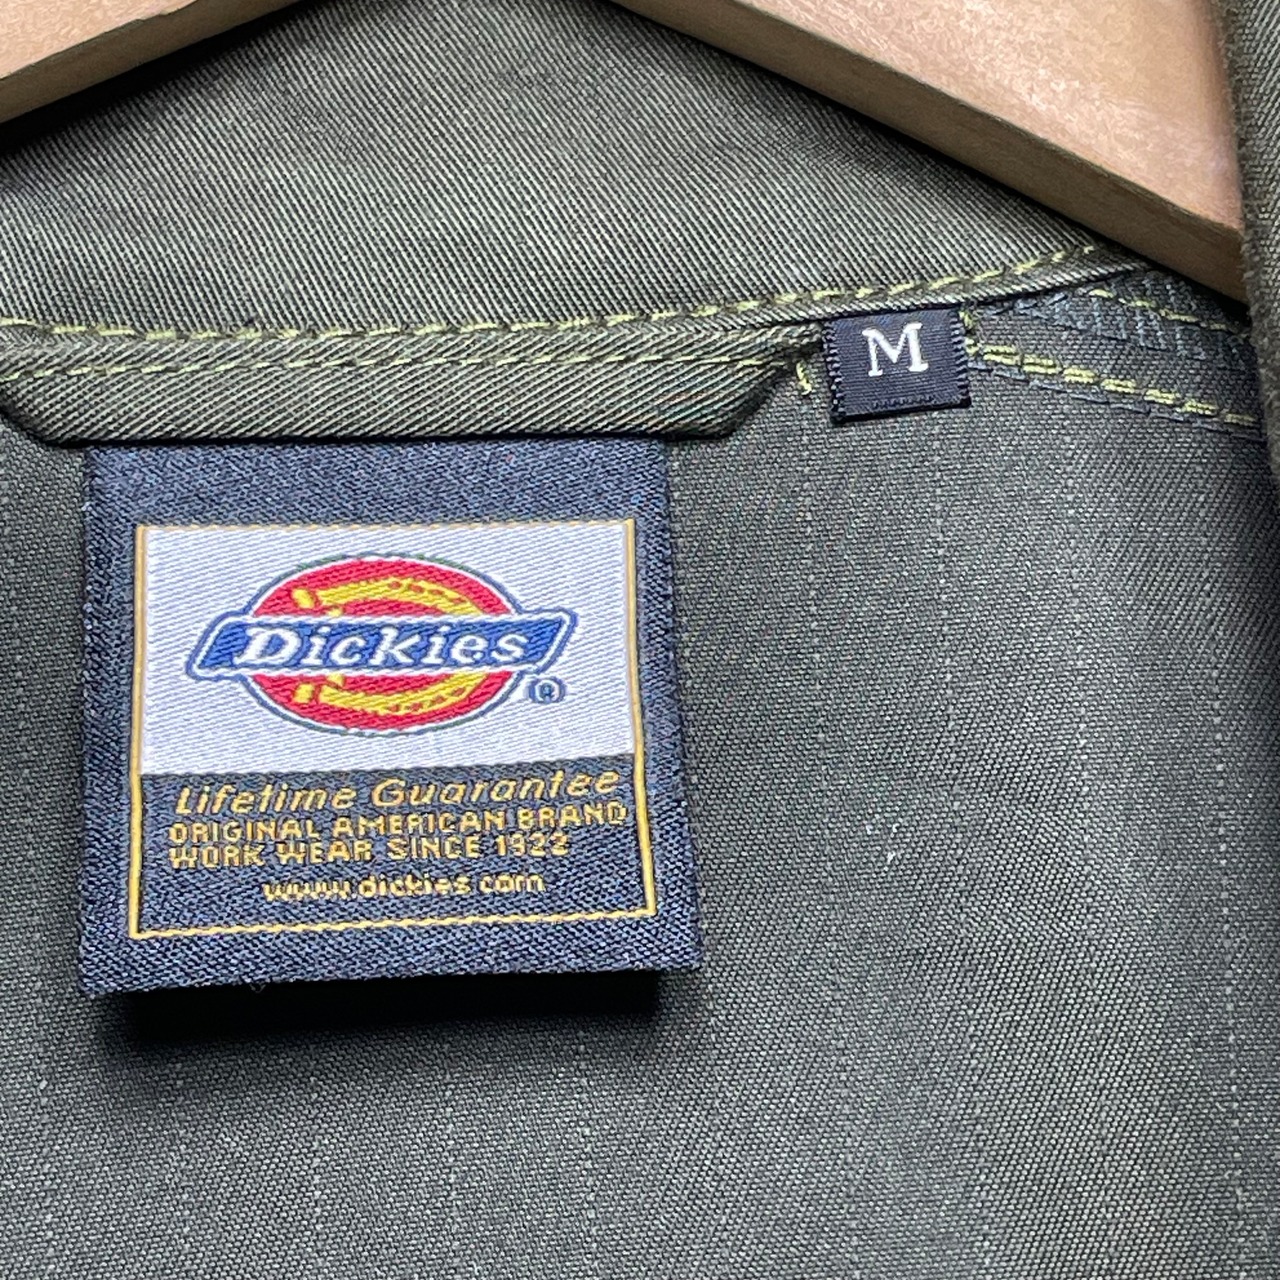 M
Dickies
®
Lifetime Guarantee
ORIGINAL AMERICAN BRAND
WORK WEAR SINCE 1922
www.dickies.com